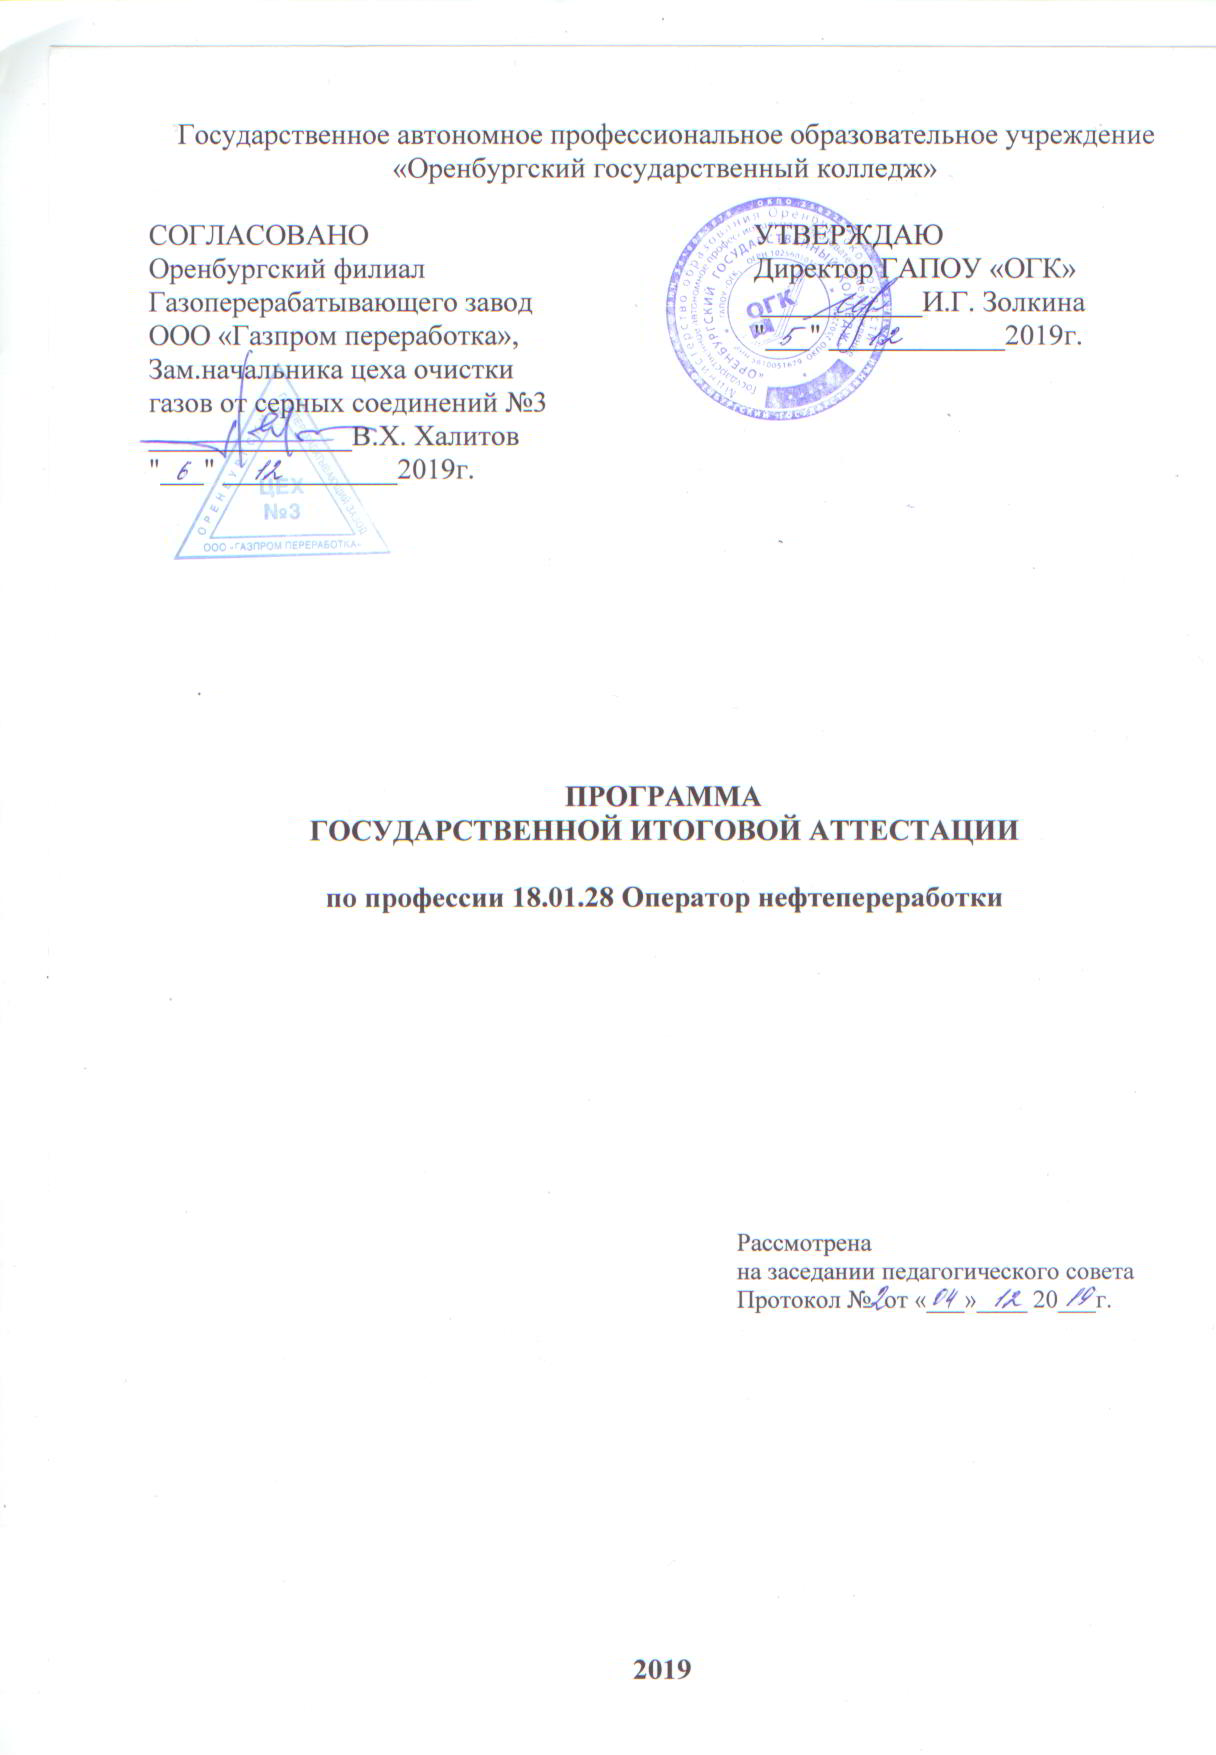 Государственное автономное профессиональное образовательное учреждение
«Оренбургский государственный колледж»
СОГЛАСОВАНО
Оренбургский филиал
Газоперерабатывающего завод
ООО «Газпром переработка»,
Зам.начальника цеха очистки
газов от серных соединений №3
В.Х. Халитов
"6" 12 2019г.
ЦЕХ
№3
ООО «ГАЗПРОМ ПЕРЕРАБОТКА»
УТВЕРЖДАЮ
Директор ГАПОУ «ОГК»
И.Г. Золкина
"5" 12 2019г.
ОГК
ПРОГРАММА
ГОСУДАРСТВЕННОЙ ИТОГОВОЙ АТТЕСТАЦИИ
по профессии 18.01.28 Оператор нефтепереработки
Рассмотрена
на заседании педагогического совета
Протокол №2 от «04» 12 2019г.
2019